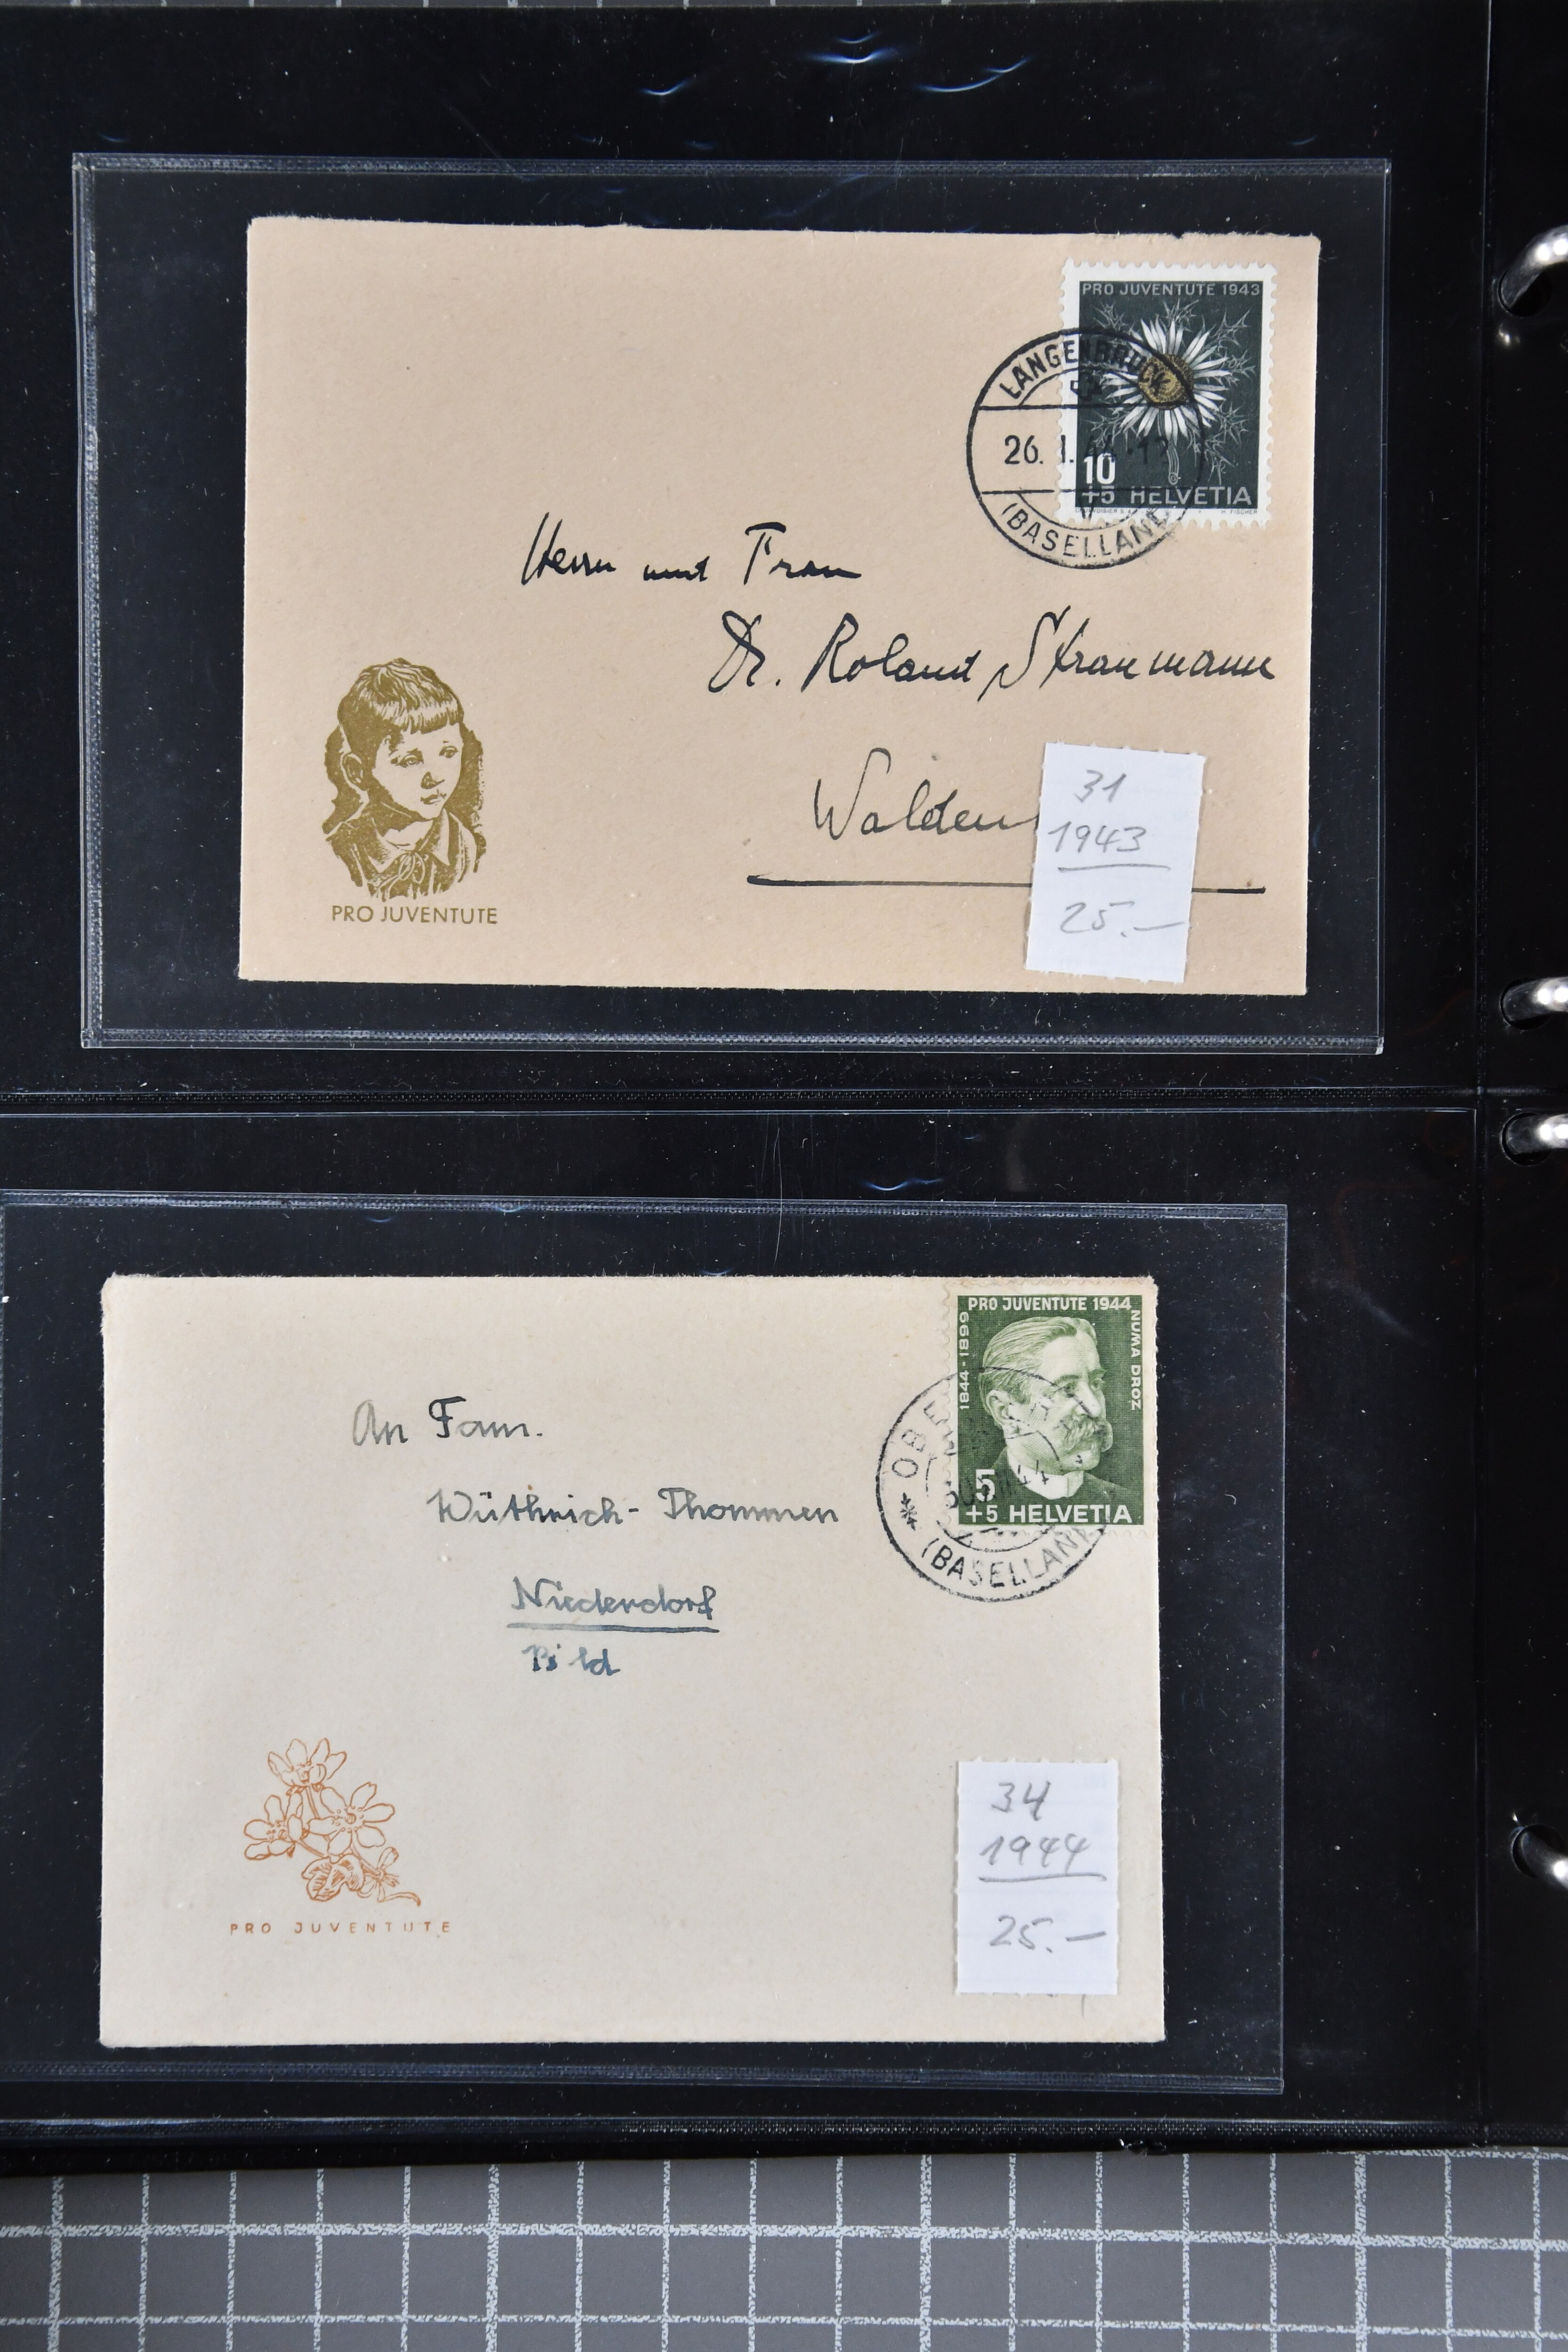 PRO JUVENTUTE 1943
LANGENBRUCK
26. I. 44
10
+5 HELVETIA
(BASELLAND)
Herrn und Frau
Dr. Roland Straumann
Walden
31
1943
25.–
PRO JUVENTUTE
PRO JUVENTUTE 1944
1844-1899
NUMA DROZ
5
+5 HELVETIA
(BASELLAND)
An Fam.
Wüthrich-Thommen
Niederdorf
Bild
34
1944
25.–
PRO JUVENTUTE